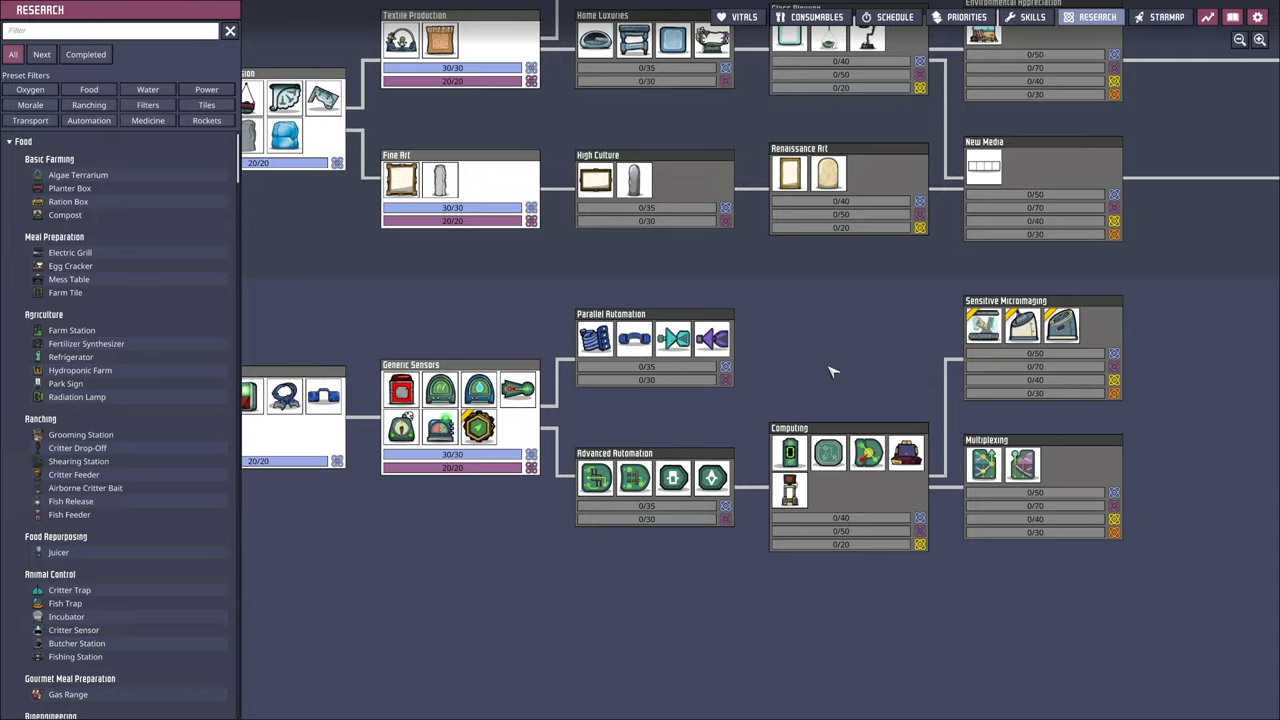 RESEARCH
VITALS
CONSUMABLES
SCHEDULE
PRIORITIES
SKILLS
RESEARCH
STARMAP
Filter
All
Next
Completed
Preset Filters
Oxygen
Food
Water
Power
Morale
Ranching
Filters
Tiles
Transport
Automation
Medicine
Rockets
Food
Basic Farming
Algae Terrarium
Planter Box
Ration Box
Compost
Meal Preparation
Electric Grill
Egg Cracker
Mess Table
Farm Tile
Agriculture
Farm Station
Fertilizer Synthesizer
Refrigerator
Hydroponic Farm
Park Sign
Radiation Lamp
Ranching
Grooming Station
Critter Drop-Off
Shearing Station
Critter Feeder
Airborne Critter Bait
Fish Release
Fish Feeder
Food Repurposing
Juicer
Animal Control
Critter Trap
Fish Trap
Incubator
Critter Sensor
Butcher Station
Fishing Station
Gourmet Meal Preparation
Gas Range
20/20
20/20
Textile Production
30/30
20/20
Home Luxuries
0/35
0/30
0/40
0/50
0/20
Environmental Appreciation
0/50
0/70
0/40
0/30
Fine Art
30/30
20/20
High Culture
0/35
0/30
Renaissance Art
0/40
0/50
0/20
New Media
0/50
0/70
0/40
0/30
Generic Sensors
30/30
20/20
Parallel Automation
0/35
0/30
Advanced Automation
0/35
0/30
Computing
0/40
0/50
0/20
Sensitive Microimaging
0/50
0/70
0/40
0/30
Multiplexing
0/50
0/70
0/40
0/30